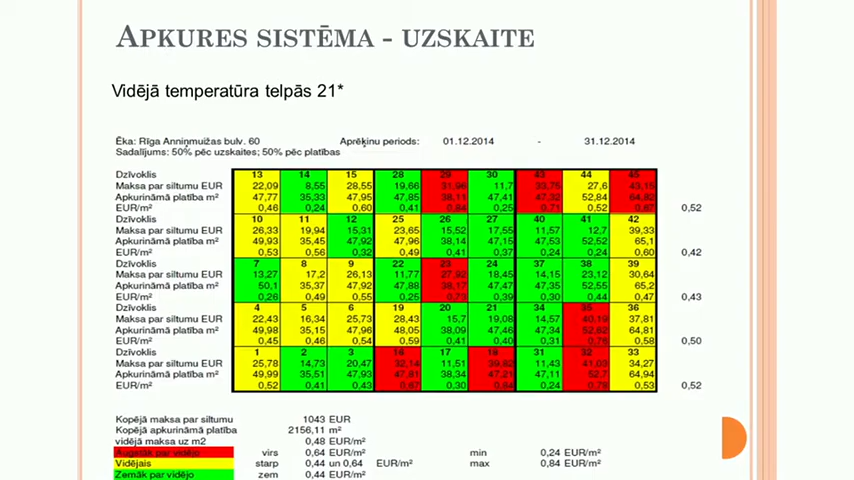 APKURES SISTĒMA - UZSKAITE
Vidējā temperatūra telpās 21*
Ēka: Rīga Anniņmuižas bulv. 60 Aprēķinu periods: 01.12.2014 - 31.12.2014
Sadalījums: 50% pēc uzskaites; 50% pēc platības
Dzīvoklis 13 14 15 28 29 30 43 44 45
Maksa par siltumu EUR 22,09 8,55 28,55 19,66 31,96 11,7 33,75 27,6 43,15
Apkurināmā platība m² 47,77 35,33 47,95 47,85 38,11 47,41 47,32 52,84 64,82
EUR/m² 0,46 0,24 0,60 0,41 0,84 0,25 0,71 0,52 0,67 0,52
Dzīvoklis 10 11 12 25 26 27 40 41 42
Maksa par siltumu EUR 26,33 19,94 15,31 23,65 15,52 17,55 11,57 12,7 39,33
Apkurināmā platība m² 49,93 35,45 47,92 47,96 38,14 47,15 47,53 52,52 65,1
EUR/m² 0,53 0,56 0,32 0,49 0,41 0,37 0,24 0,24 0,60 0,42
Dzīvoklis 7 8 9 22 23 24 37 38 39
Maksa par siltumu EUR 13,27 17,2 26,13 11,77 27,92 18,45 14,15 23,12 30,64
Apkurināmā platība m² 50,1 35,37 47,92 47,88 38,17 47,47 47,35 52,55 65,2
EUR/m² 0,26 0,49 0,55 0,25 0,73 0,39 0,30 0,44 0,47 0,43
Dzīvoklis 4 5 6 19 20 21 34 35 36
Maksa par siltumu EUR 22,43 16,34 25,73 28,43 15,7 19,08 14,57 40,19 37,81
Apkurināmā platība m² 49,98 35,15 47,96 48,05 38,09 47,46 47,34 52,82 64,81
EUR/m² 0,45 0,46 0,54 0,59 0,41 0,40 0,31 0,76 0,58 0,50
Dzīvoklis 1 2 3 16 17 18 31 32 33
Maksa par siltumu EUR 25,78 14,73 20,47 32,14 11,51 39,82 11,43 41,03 34,27
Apkurināmā platība m² 49,99 35,51 47,93 47,81 38,34 47,21 47,11 52,7 64,94
EUR/m² 0,52 0,41 0,43 0,67 0,30 0,84 0,24 0,78 0,53 0,52
Kopējā maksa par siltumu 1043 EUR
Kopējā apkurināmā platība 2156,11 m²
vidējā maksa uz m2 0,48 EUR/m²
Augstāk par vidējo virs 0,64 EUR/m² min 0,24 EUR/m²
Vidējais starp 0,44 un 0,64 EUR/m² max 0,84 EUR/m²
Zemāk par vidējo zem 0,44 EUR/m²